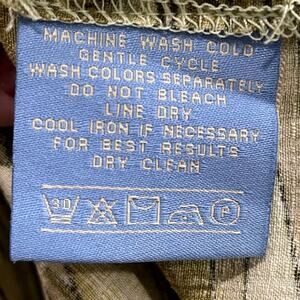 MACHINE WASH COLD
GENTLE CYCLE
WASH COLORS SEPARATELY
DO NOT BLEACH
LINE DRY
COOL IRON IF NECESSARY
FOR BEST RESULTS
DRY CLEAN
30 P